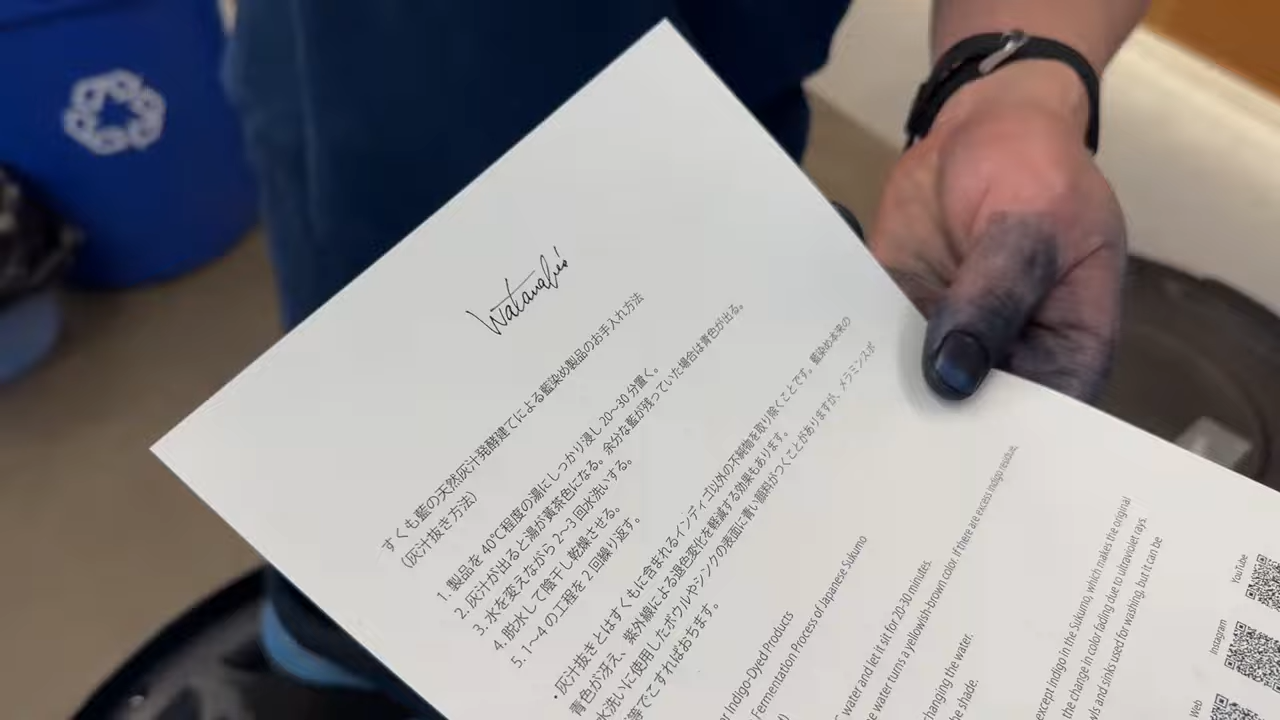 Watanabe's
すくも藍の天然灰汁発酵建てによる藍染め製品のお手入れ方法
(灰汁抜き方法)
1. 製品を 40℃程度の湯にしっかり浸し 20~30 分置く。
2. 灰汁が出ると湯が黄茶色になる。余分な藍が残っていた場合は青色が出る。
3. 水を変えながら 2~3 回水洗いする。
4. 脱水して陰干し乾燥させる。
5. 1~4 の工程を 2 回繰り返す。
・灰汁抜きとはすくもに含まれるインディゴ以外の不純物を取り除くことです。藍染め本来の
青色が冴え、紫外線による退色変化を軽減する効果もあります。
水洗いに使用したボウルやシンクの表面に青い顔料がつくことがありますが、メラミンスポ
等でこすればおちます。
r Indigo-Dyed Products
Fermentation Process of Japanese Sukumo
water and let it sit for 20-30 minutes.
e water turns a yellowish-brown color. If there are excess indigo residue,
changing the water.
the shade.
except indigo in the Sukumo, which makes the original
the change in color fading due to ultraviolet rays.
ls and sinks used for washing, but it can be
YouTube
Instagram
Web